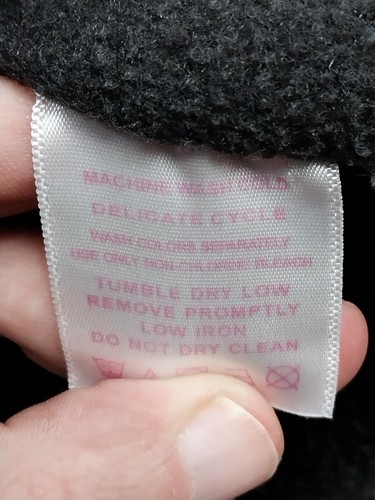 MACHINE WASH COLD
DELICATE CYCLE
WASH COLORS SEPARATELY
USE ONLY NON-CHLORINE BLEACH
TUMBLE DRY LOW
REMOVE PROMPTLY
LOW IRON
DO NOT DRY CLEAN